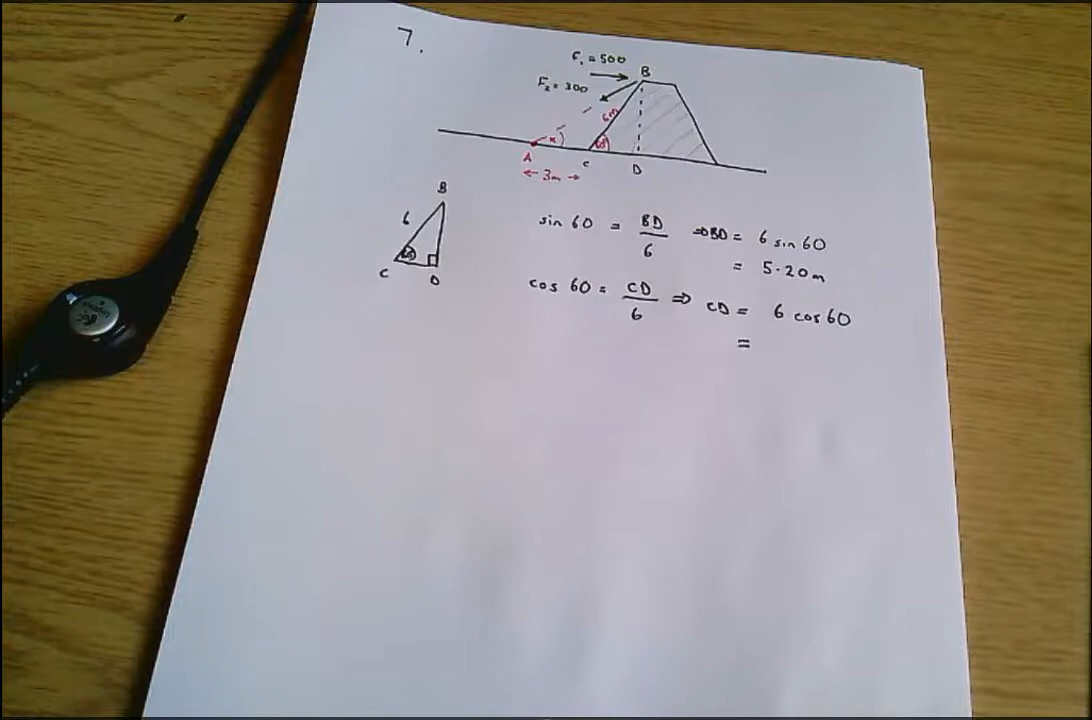 7.
F₁ = 500
B
F₂ = 300
6m
x
60
A
C
D
3m
B
6
60
C
D
sin 60 = BD/6 ⇒ BD = 6 sin 60
= 5.20m
cos 60 = CD/6 ⇒ CD = 6 cos 60
=
Logitech